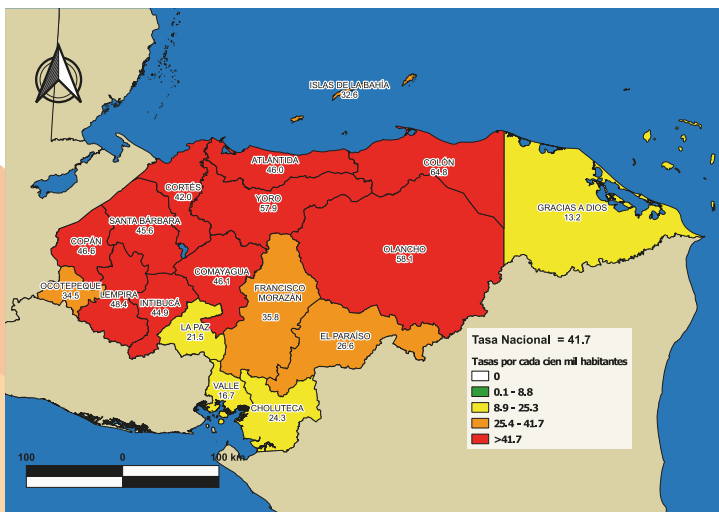 ISLAS DE LA BAHÍA
32.6
ATLÁNTIDA
46.0
COLÓN
64.8
CORTÉS
42.0
YORO
57.9
GRACIAS A DIOS
13.2
SANTA BÁRBARA
45.6
COPÁN
46.6
OLANCHO
58.1
COMAYAGUA
46.1
OCOTEPEQUE
34.5
LEMPIRA
48.4
INTIBUCÁ
44.9
FRANCISCO
MORAZÁN
35.8
LA PAZ
21.5
EL PARAÍSO
26.6
VALLE
16.7
CHOLUTECA
24.3
Tasa Nacional = 41.7
Tasas por cada cien mil habitantes
0
0.1 - 8.8
8.9 - 25.3
25.4 - 41.7
>41.7
100 0 100 km